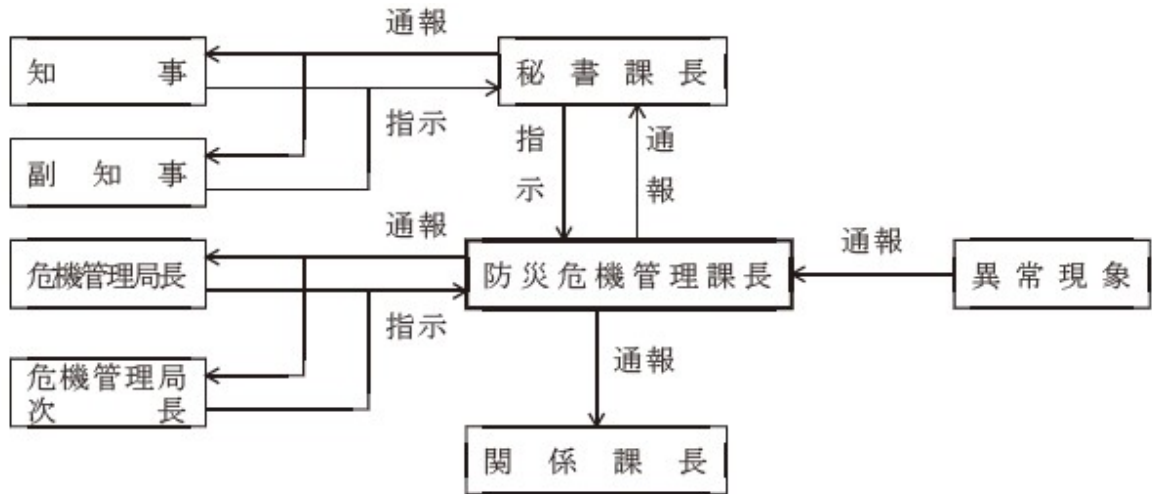 通報
知事
秘書課長
指示
副知事
指示
通報
通報
危機管理局長
防災危機管理課長
通報
異常現象
指示
危機管理局
次長
通報
関係課長